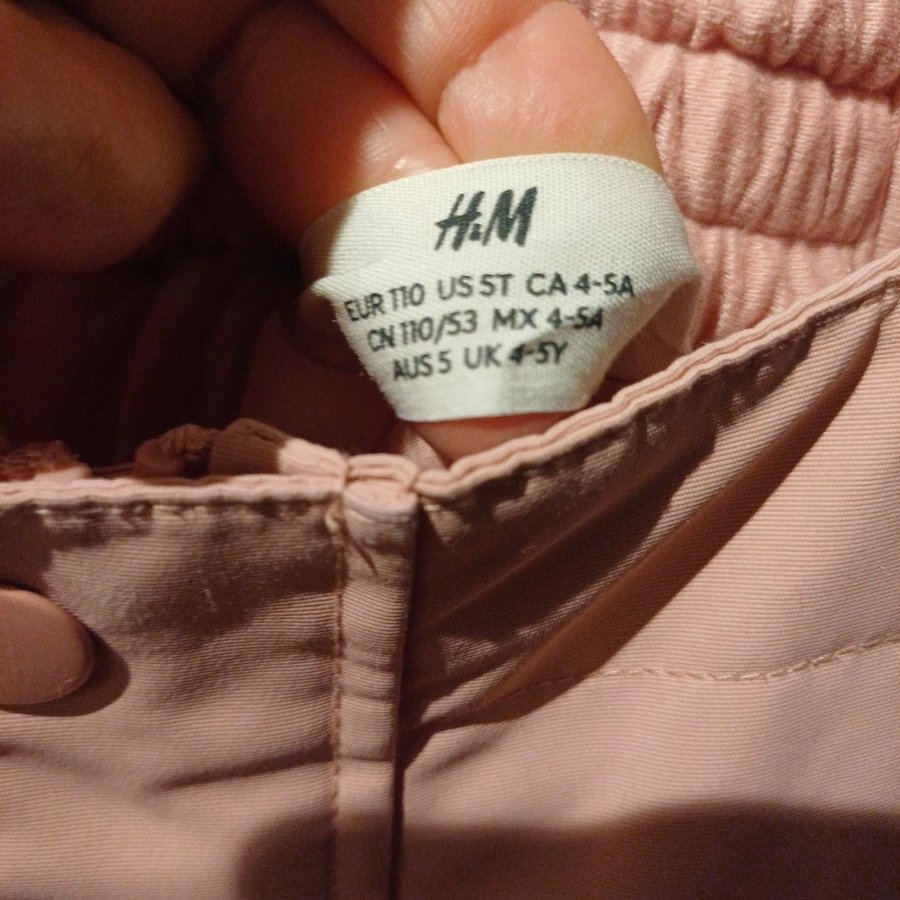 H&M
EUR 110 US 5T CA 4-5A
CN 110/53 MX 4-5A
AUS 5 UK 4-5Y